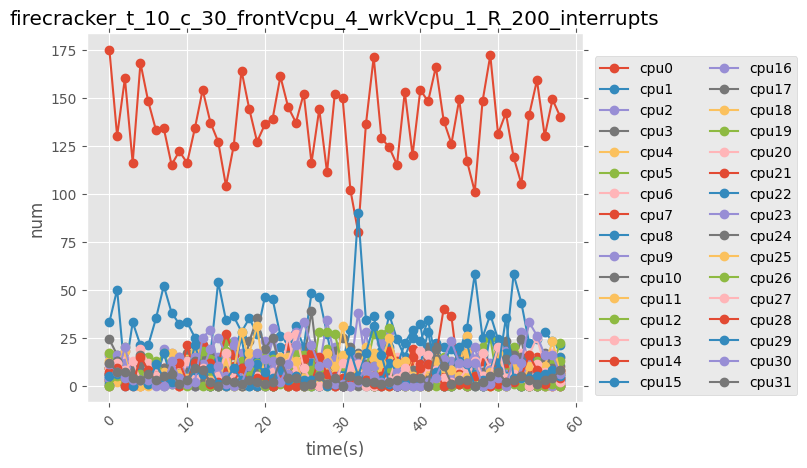 firecracker_t_10_c_30_frontVcpu_4_wrkVcpu_1_R_200_interrupts
num
175
150
125
100
75
50
25
0
0
10
20
30
40
50
60
time(s)
cpu0
cpu1
cpu2
cpu3
cpu4
cpu5
cpu6
cpu7
cpu8
cpu9
cpu10
cpu11
cpu12
cpu13
cpu14
cpu15
cpu16
cpu17
cpu18
cpu19
cpu20
cpu21
cpu22
cpu23
cpu24
cpu25
cpu26
cpu27
cpu28
cpu29
cpu30
cpu31